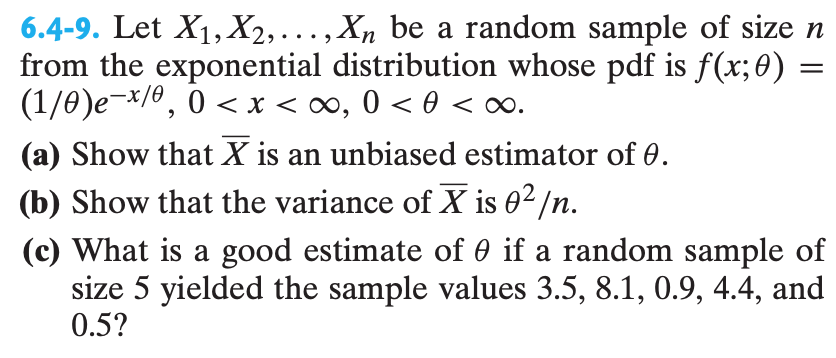 6.4-9. Let X₁, X₂, . . . , Xₙ be a random sample of size n
from the exponential distribution whose pdf is f(x; θ) =
(1/θ)e^{−x/θ}, 0 < x < ∞, 0 < θ < ∞.
(a) Show that X̅ is an unbiased estimator of θ.
(b) Show that the variance of X̅ is θ²/n.
(c) What is a good estimate of θ if a random sample of
size 5 yielded the sample values 3.5, 8.1, 0.9, 4.4, and
0.5?